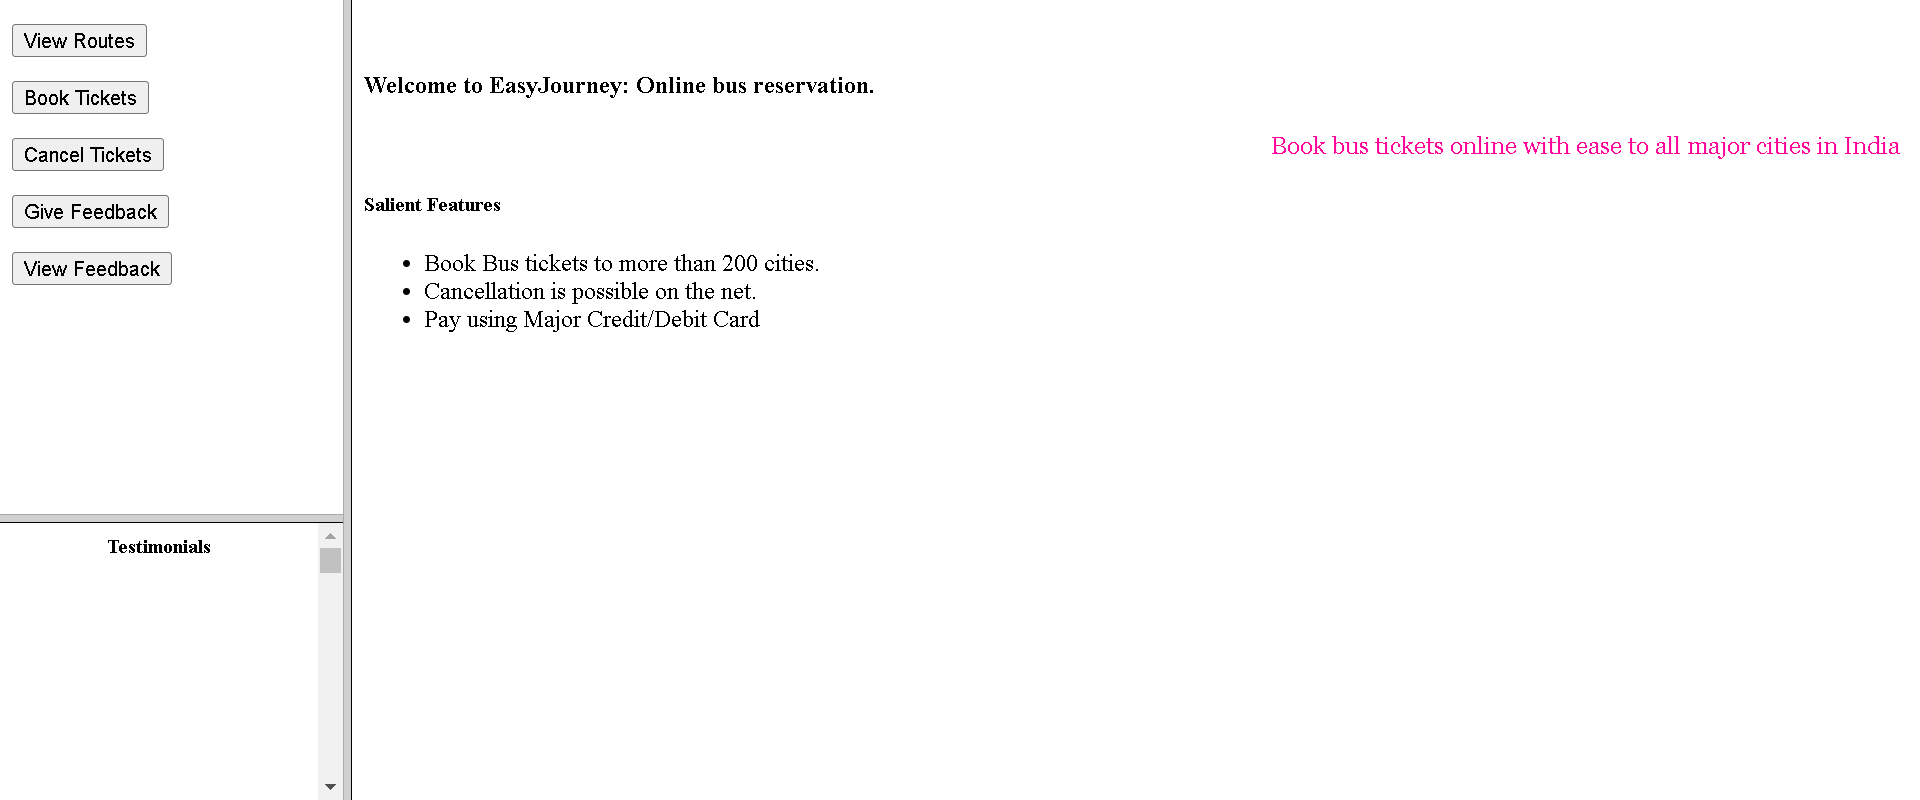 View Routes
Book Tickets
Cancel Tickets
Give Feedback
View Feedback
Testimonials
Welcome to EasyJourney: Online bus reservation.
Book bus tickets online with ease to all major cities in India
Salient Features
Book Bus tickets to more than 200 cities.
Cancellation is possible on the net.
Pay using Major Credit/Debit Card